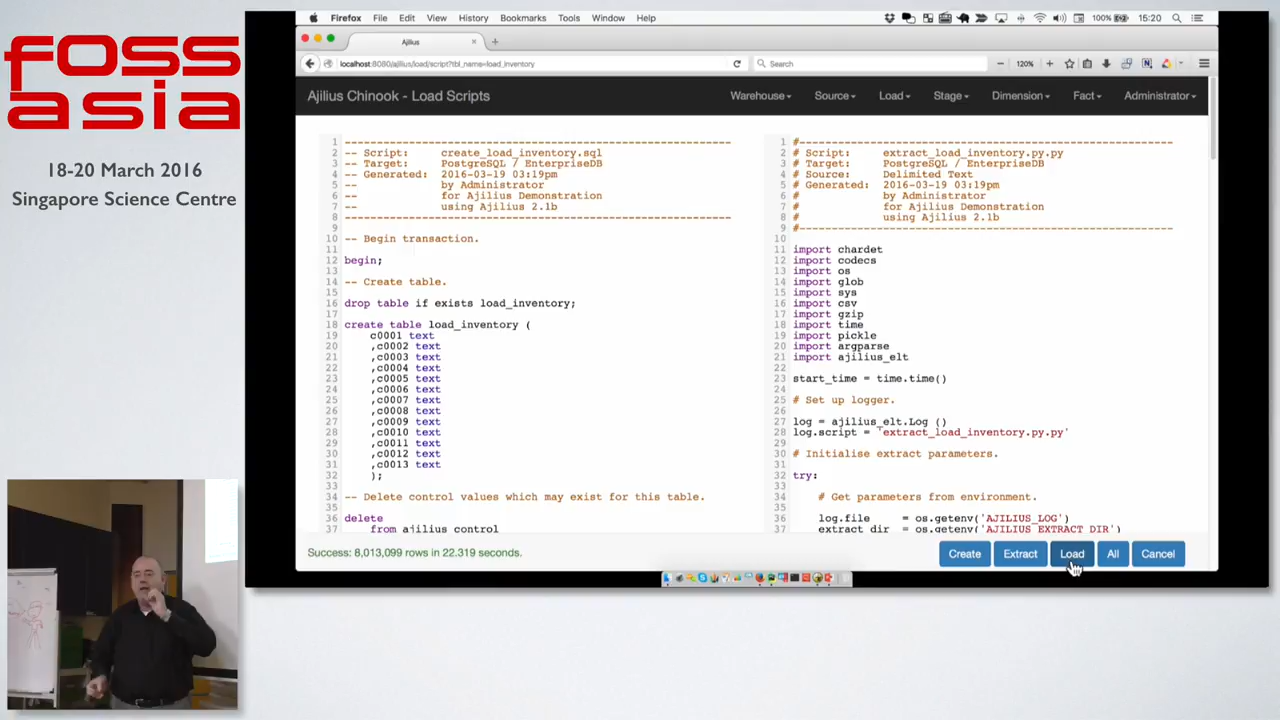 foss
asia
18-20 March 2016
Singapore Science Centre
Firefox File Edit View History Bookmarks Tools Window Help 100% 15:20
Ajilius
localhost:8080/ajilius/load/script?tbl_name=load_inventory
Search
120%
Ajilius Chinook - Load Scripts
Warehouse Source Load Stage Dimension Fact Administrator
1 --------------------------------------------------------------------------------
2 -- Script: create_load_inventory.sql
3 -- Target: PostgreSQL / EnterpriseDB
4 -- Generated: 2016-03-19 03:19pm
5 -- by Administrator
6 -- for Ajilius Demonstration
7 -- using Ajilius 2.1b
8 --------------------------------------------------------------------------------
9
10 -- Begin transaction.
11
12 begin;
13
14 -- Create table.
15
16 drop table if exists load_inventory;
17
18 create table load_inventory (
19 c0001 text
20 ,c0002 text
21 ,c0003 text
22 ,c0004 text
23 ,c0005 text
24 ,c0006 text
25 ,c0007 text
26 ,c0008 text
27 ,c0009 text
28 ,c0010 text
29 ,c0011 text
30 ,c0012 text
31 ,c0013 text
32 );
33
34 -- Delete control values which may exist for this table.
35
36 delete
37 from ajilius_control
1 #-------------------------------------------------------------------------------
2 # Script: extract_load_inventory.py.py
3 # Target: PostgreSQL / EnterpriseDB
4 # Source: Delimited Text
5 # Generated: 2016-03-19 03:19pm
6 # by Administrator
7 # for Ajilius Demonstration
8 # using Ajilius 2.1b
9 #-------------------------------------------------------------------------------
10
11 import chardet
12 import codecs
13 import os
14 import glob
15 import sys
16 import csv
17 import gzip
18 import time
19 import pickle
20 import argparse
21 import ajilius_elt
22
23 start_time = time.time()
24
25 # Set up logger.
26
27 log = ajilius_elt.Log ()
28 log.script = 'extract_load_inventory.py.py'
29
30 # Initialise extract parameters.
31
32 try:
33
34 # Get parameters from environment.
35
36 log.file = os.getenv('AJILIUS_LOG')
37 extract_dir = os.getenv('AJILIUS_EXTRACT_DIR')
Success: 8,013,099 rows in 22.319 seconds.
Create Extract Load All Cancel